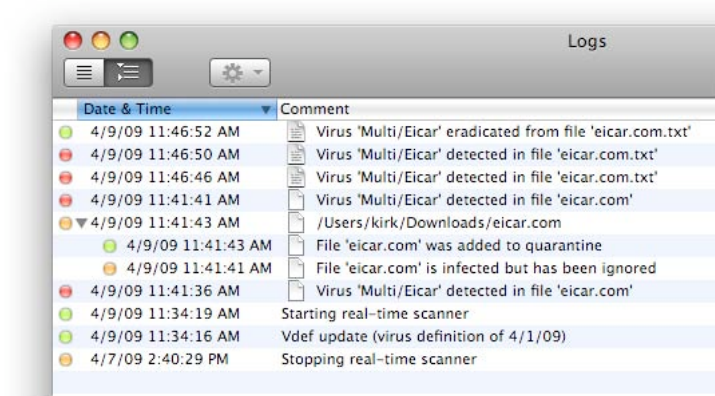 Logs
Date & Time Comment
4/9/09 11:46:52 AM Virus 'Multi/Eicar' eradicated from file 'eicar.com.txt'
4/9/09 11:46:50 AM Virus 'Multi/Eicar' detected in file 'eicar.com.txt'
4/9/09 11:46:46 AM Virus 'Multi/Eicar' detected in file 'eicar.com.txt'
4/9/09 11:41:41 AM Virus 'Multi/Eicar' detected in file 'eicar.com'
4/9/09 11:41:43 AM /Users/kirk/Downloads/eicar.com
4/9/09 11:41:43 AM File 'eicar.com' was added to quarantine
4/9/09 11:41:41 AM File 'eicar.com' is infected but has been ignored
4/9/09 11:41:36 AM Virus 'Multi/Eicar' detected in file 'eicar.com'
4/9/09 11:34:19 AM Starting real-time scanner
4/9/09 11:34:16 AM Vdef update (virus definition of 4/1/09)
4/7/09 2:40:29 PM Stopping real-time scanner